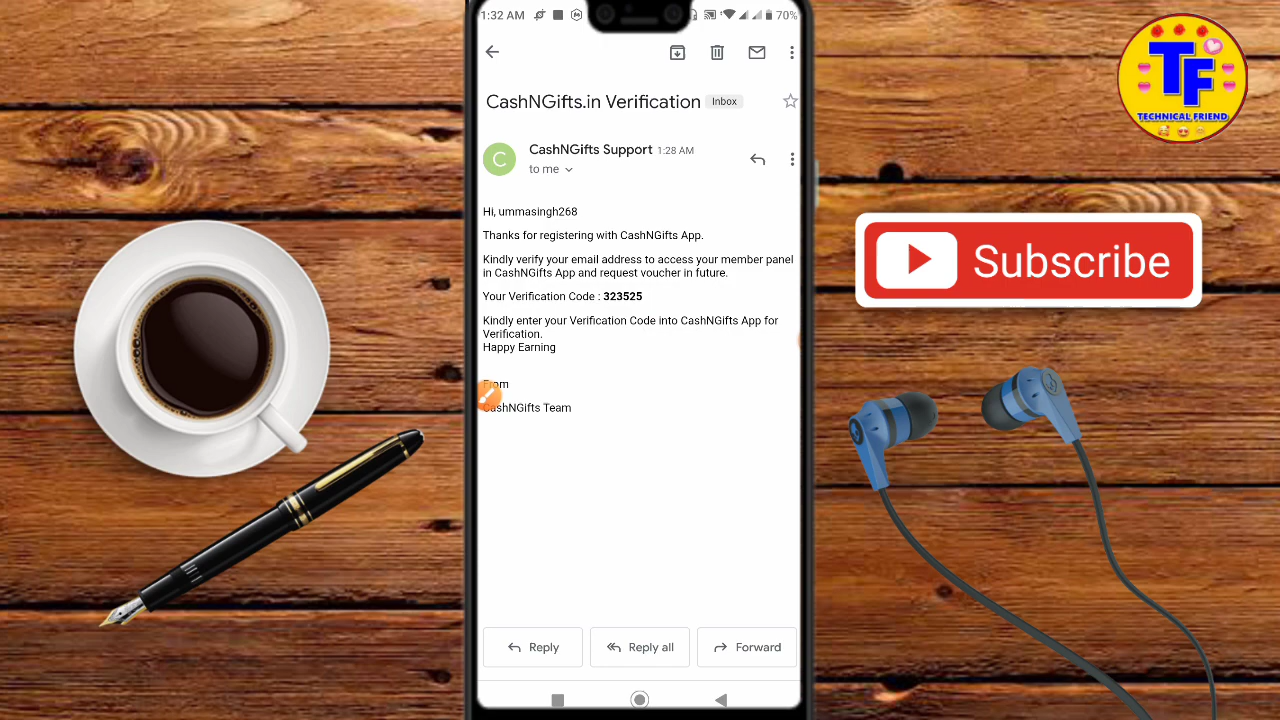 1:32 AM
70%
CashNGifts.in Verification
Inbox
C
CashNGifts Support 1:28 AM
to me
Hi, ummasingh268
Thanks for registering with CashNGifts App.
Kindly verify your email address to access your member panel
in CashNGifts App and request voucher in future.
Your Verification Code : 323525
Kindly enter your Verification Code into CashNGifts App for
Verification.
Happy Earning
From
CashNGifts Team
Reply
Reply all
Forward
TF
TECHNICAL FRIEND
Subscribe